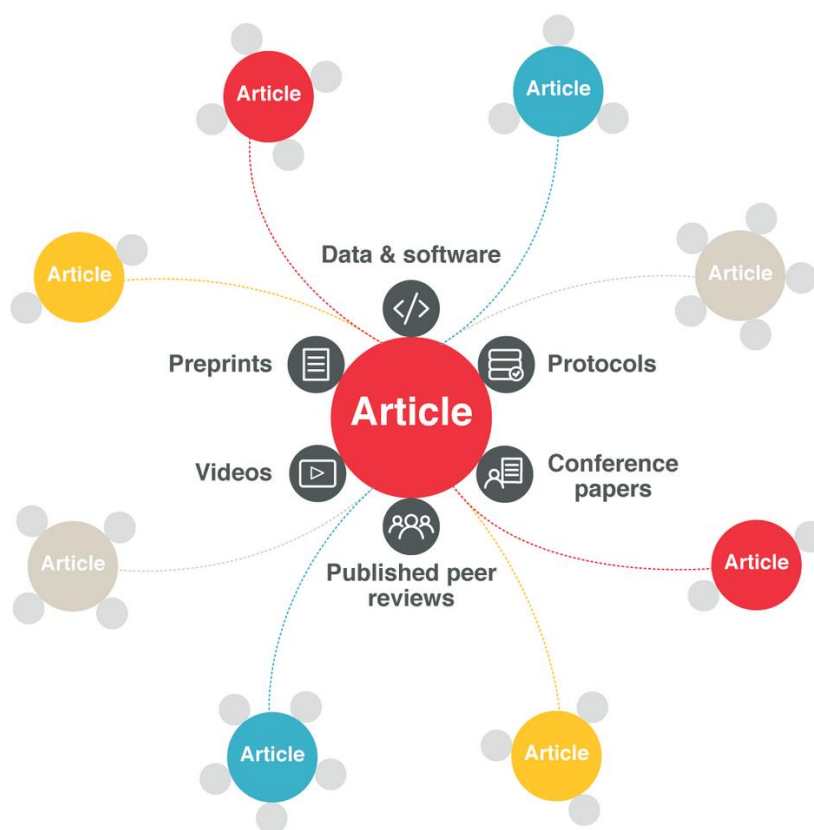 Article
Article
Article
Article
Data & software
</>
Preprints
Protocols
Article
Videos
Conference
papers
Published peer
reviews
Article
Article
Article
Article